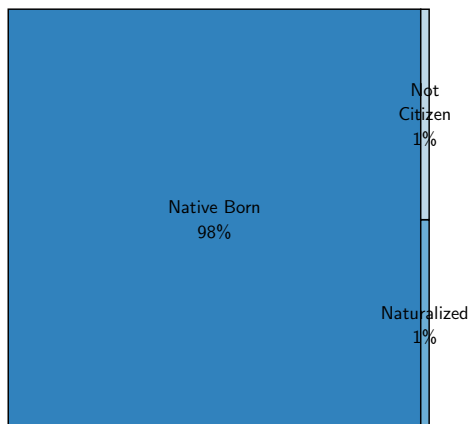 Native Born
98%
Not
Citizen
1%
Naturalized
1%